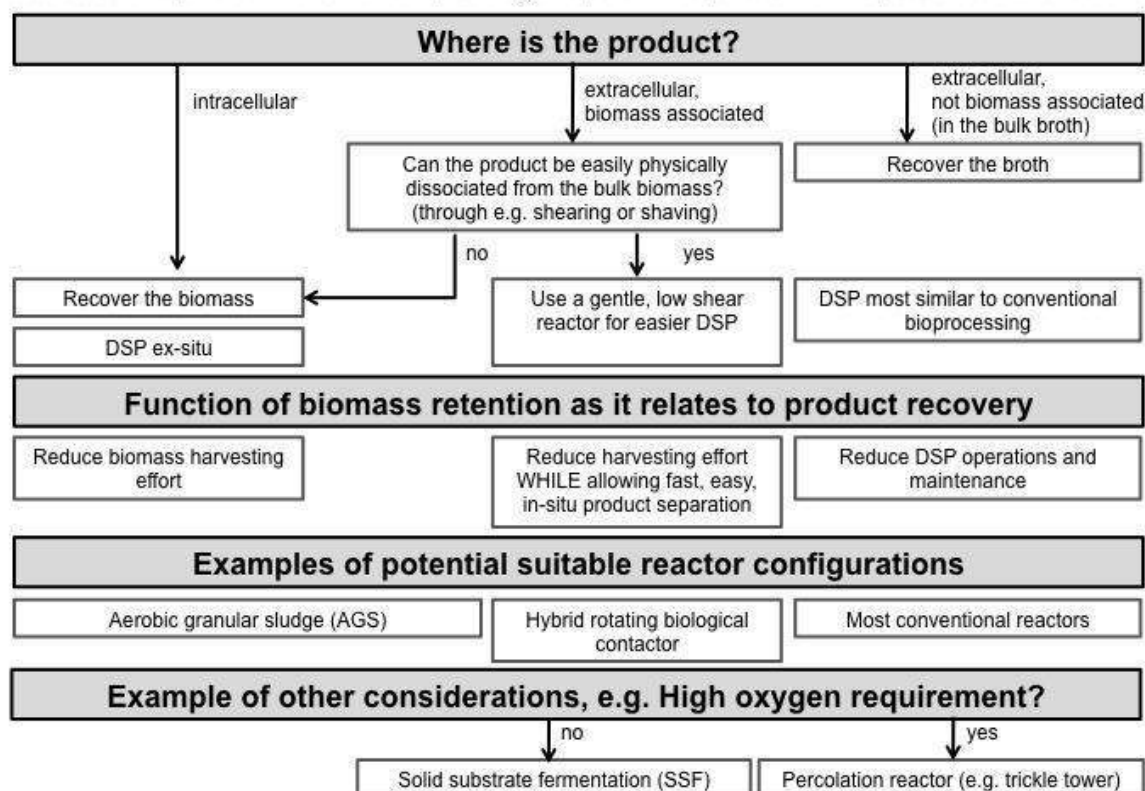 Where is the product?
intracellular
extracellular,
biomass associated
extracellular,
not biomass associated
(in the bulk broth)
Can the product be easily physically
dissociated from the bulk biomass?
(through e.g. shearing or shaving)
Recover the broth
no
yes
Recover the biomass
DSP ex-situ
Use a gentle, low shear
reactor for easier DSP
DSP most similar to conventional
bioprocessing
Function of biomass retention as it relates to product recovery
Reduce biomass harvesting
effort
Reduce harvesting effort
WHILE allowing fast, easy,
in-situ product separation
Reduce DSP operations and
maintenance
Examples of potential suitable reactor configurations
Aerobic granular sludge (AGS)
Hybrid rotating biological
contactor
Most conventional reactors
Example of other considerations, e.g. High oxygen requirement?
no
yes
Solid substrate fermentation (SSF)
Percolation reactor (e.g. trickle tower)